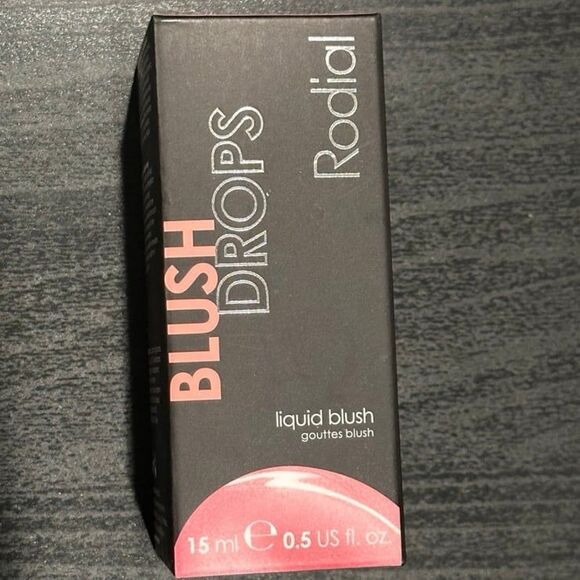 Rodial
BLUSH
DROPS
liquid blush
gouttes blush
15 ml e 0.5 US fl. oz.